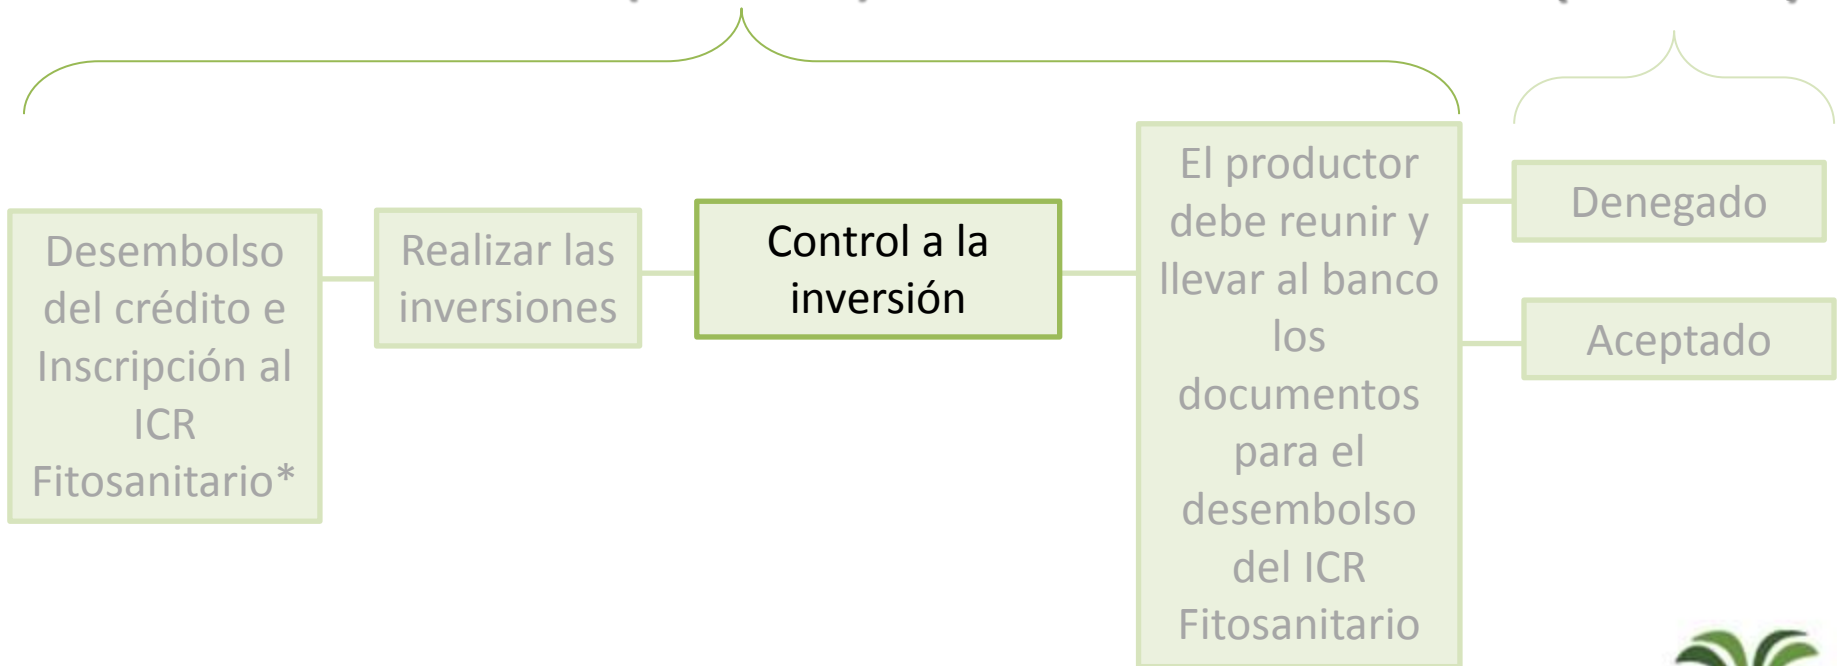 Desembolso
del crédito e
Inscripción al
ICR
Fitosanitario*
Realizar las
inversiones
Control a la
inversión
El productor
debe reunir y
llevar al banco
los
documentos
para el
desembolso
del ICR
Fitosanitario
Denegado
Aceptado